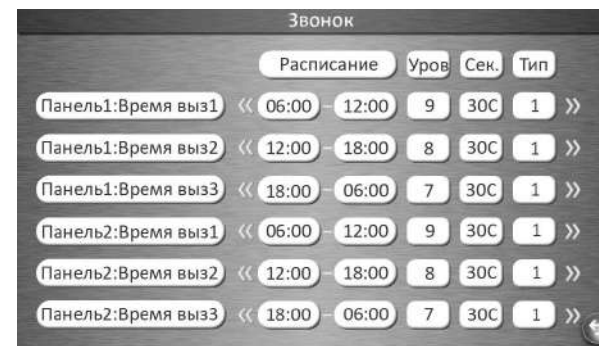 Звонок
Расписание Уров Сек. Тип
Панель1:Время выз1 « 06:00 – 12:00 9 30С 1 »
Панель1:Время выз2 « 12:00 – 18:00 8 30С 1 »
Панель1:Время выз3 « 18:00 – 06:00 7 30С 1 »
Панель2:Время выз1 « 06:00 – 12:00 9 30С 1 »
Панель2:Время выз2 « 12:00 – 18:00 8 30С 1 »
Панель2:Время выз3 « 18:00 – 06:00 7 30С 1 »